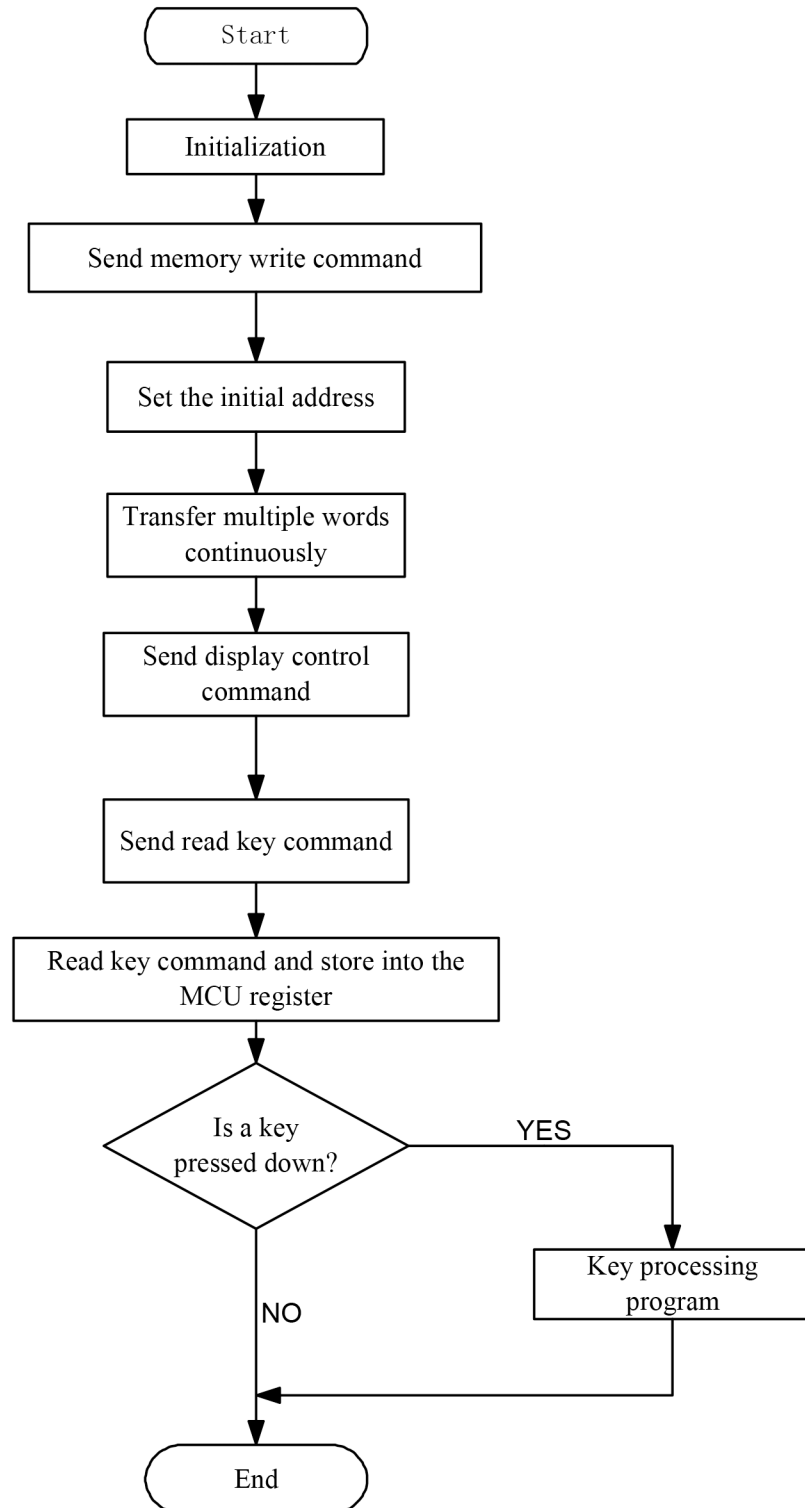 Start
Initialization
Send memory write command
Set the initial address
Transfer multiple words
continuously
Send display control
command
Send read key command
Read key command and store into the
MCU register
Is a key
pressed down?
YES
Key processing
program
NO
End